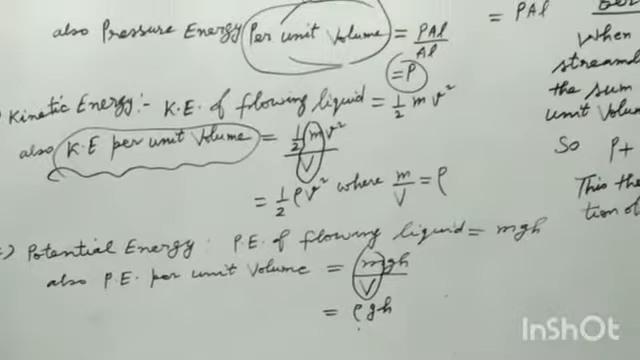 = PAl
also Pressure Energy Per unit Volume = PAl / Al
= P
Kinetic Energy:- K.E. of flowing liquid = 1/2 m v²
also K.E per unit Volume = 1/2 m v² / V
= 1/2 ρ v² where m/V = ρ
c) Potential Energy: P.E. of flowing liquid = mgh
also P.E. per unit Volume = mgh / V
= ρgh
When
streamli
the sum
unit Volum
So P+
This the
tion of
InShOt